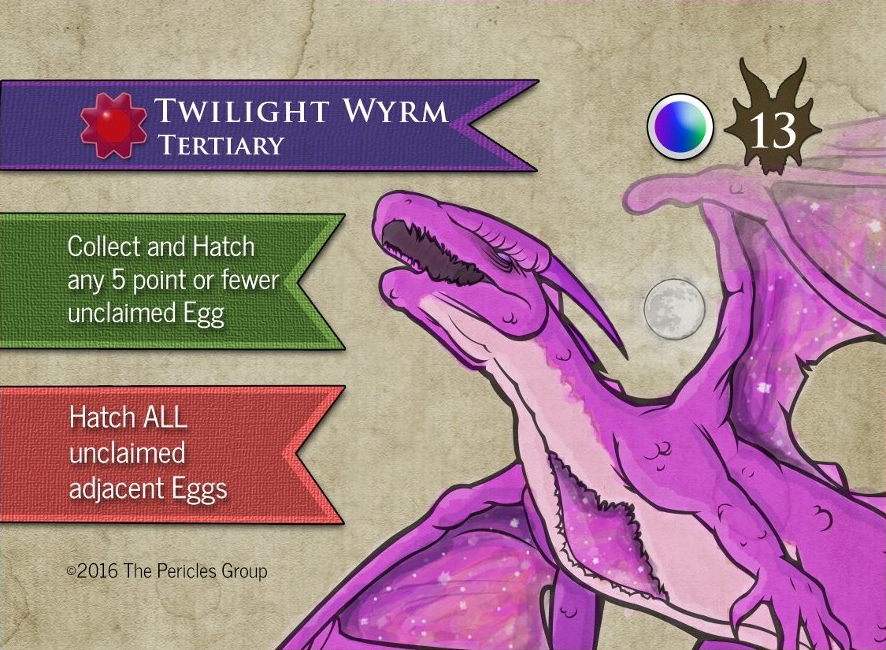 Twilight Wyrm
Tertiary
13
Collect and Hatch
any 5 point or fewer
unclaimed Egg
Hatch ALL
unclaimed
adjacent Eggs
©2016 The Pericles Group